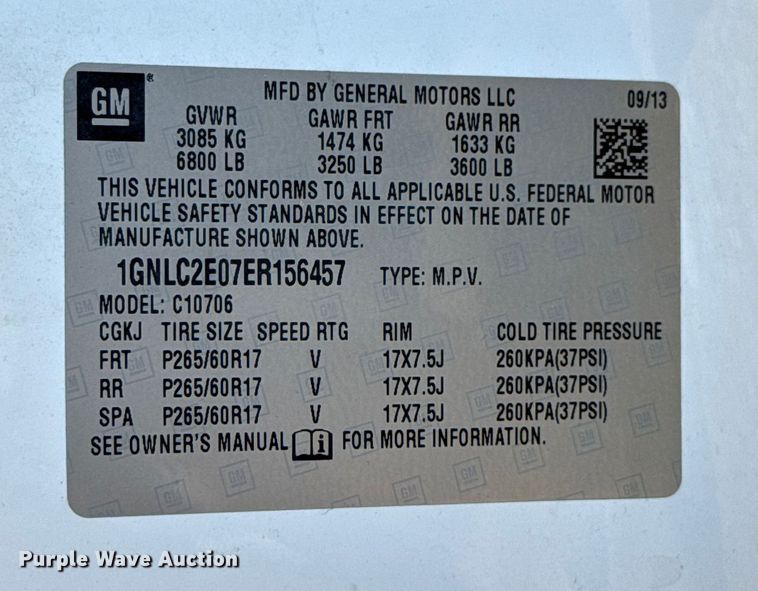 GM ®
MFD BY GENERAL MOTORS LLC 09/13
GVWR GAWR FRT GAWR RR
3085 KG 1474 KG 1633 KG
6800 LB 3250 LB 3600 LB
THIS VEHICLE CONFORMS TO ALL APPLICABLE U.S. FEDERAL MOTOR
VEHICLE SAFETY STANDARDS IN EFFECT ON THE DATE OF
MANUFACTURE SHOWN ABOVE.
1GNLC2E07ER156457 TYPE: M.P.V.
MODEL: C10706
CGKJ TIRE SIZE SPEED RTG RIM COLD TIRE PRESSURE
FRT P265/60R17 V 17X7.5J 260KPA(37PSI)
RR P265/60R17 V 17X7.5J 260KPA(37PSI)
SPA P265/60R17 V 17X7.5J 260KPA(37PSI)
SEE OWNER'S MANUAL i FOR MORE INFORMATION.
Purple Wave Auction